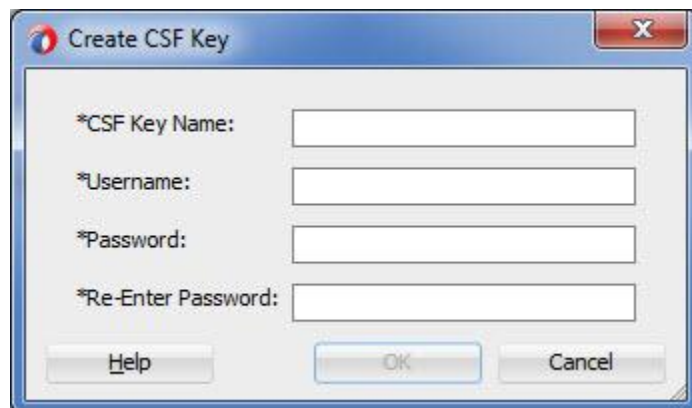 Create CSF Key
*CSF Key Name:
*Username:
*Password:
*Re-Enter Password:
Help OK Cancel